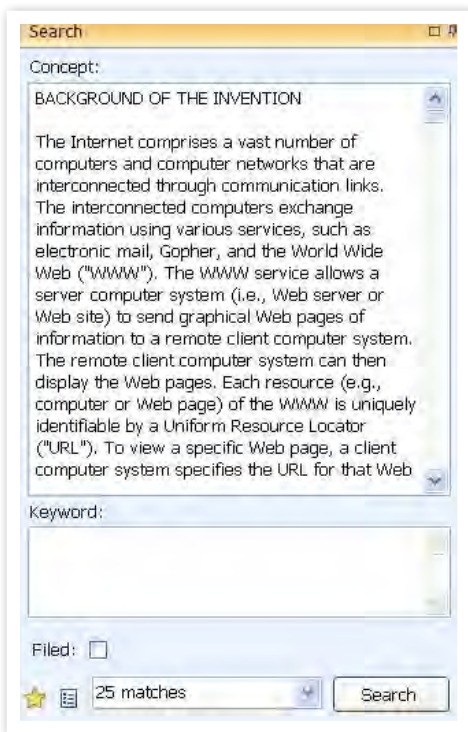 Search
Concept:
BACKGROUND OF THE INVENTION
The Internet comprises a vast number of
computers and computer networks that are
interconnected through communication links.
The interconnected computers exchange
information using various services, such as
electronic mail, Gopher, and the World Wide
Web ("WWW"). The WWW service allows a
server computer system (i.e., Web server or
Web site) to send graphical Web pages of
information to a remote client computer system.
The remote client computer system can then
display the Web pages. Each resource (e.g.,
computer or Web page) of the WWW is uniquely
identifiable by a Uniform Resource Locator
("URL"). To view a specific Web page, a client
computer system specifies the URL for that Web
Keyword:
Filed:
25 matches
Search